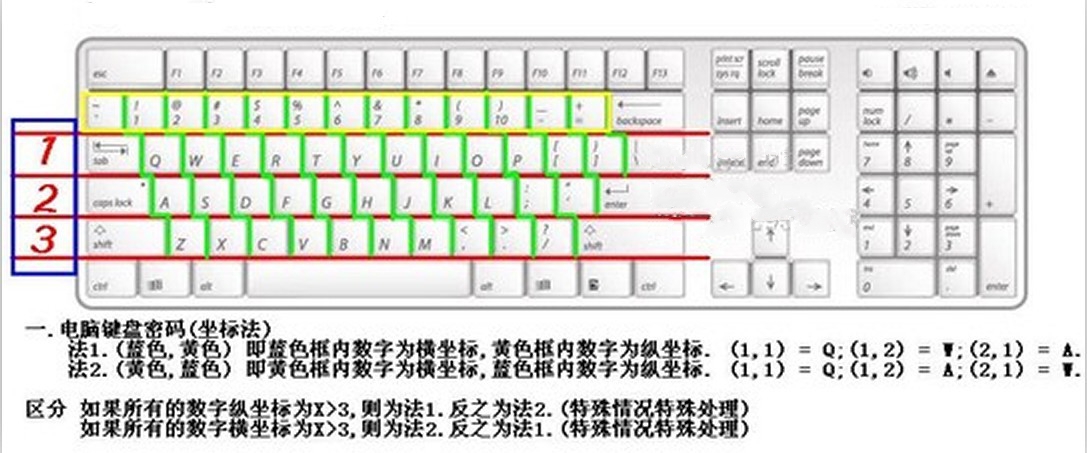 esc F1 F2 F3 F4 F5 F6 F7 F8 F9 F10 F11 F12 F13 print scr sys rq scroll lock pause break
~ ` ! 1 @ 2 # 3 $ 4 % 5 ^ 6 & 7 * 8 ( 9 ) 10 — - + = backspace insert home page up num lock / * -
1 tab Q W E R T Y U I O P [ { ] } \ end page down 7 8 9
2 caps lock A S D F G H J K L : ; enter 4 5 6 +
3 shift Z X C V B N M < , > . ? / shift 1 2 3
ctrl alt alt ctrl 0 . enter
一.电脑键盘密码(坐标法)
法1.(蓝色,黄色) 即蓝色框内数字为横坐标,黄色框内数字为纵坐标. (1,1) = Q;(1,2) = W;(2,1) = A.
法2.(黄色,蓝色) 即黄色框内数字为横坐标,蓝色框内数字为纵坐标. (1,1) = Q;(1,2) = A;(2,1) = W.
区分 如果所有的数字纵坐标为X>3,则为法1.反之为法2.(特殊情况特殊处理)
如果所有的数字横坐标为X>3,则为法2.反之为法1.(特殊情况特殊处理)